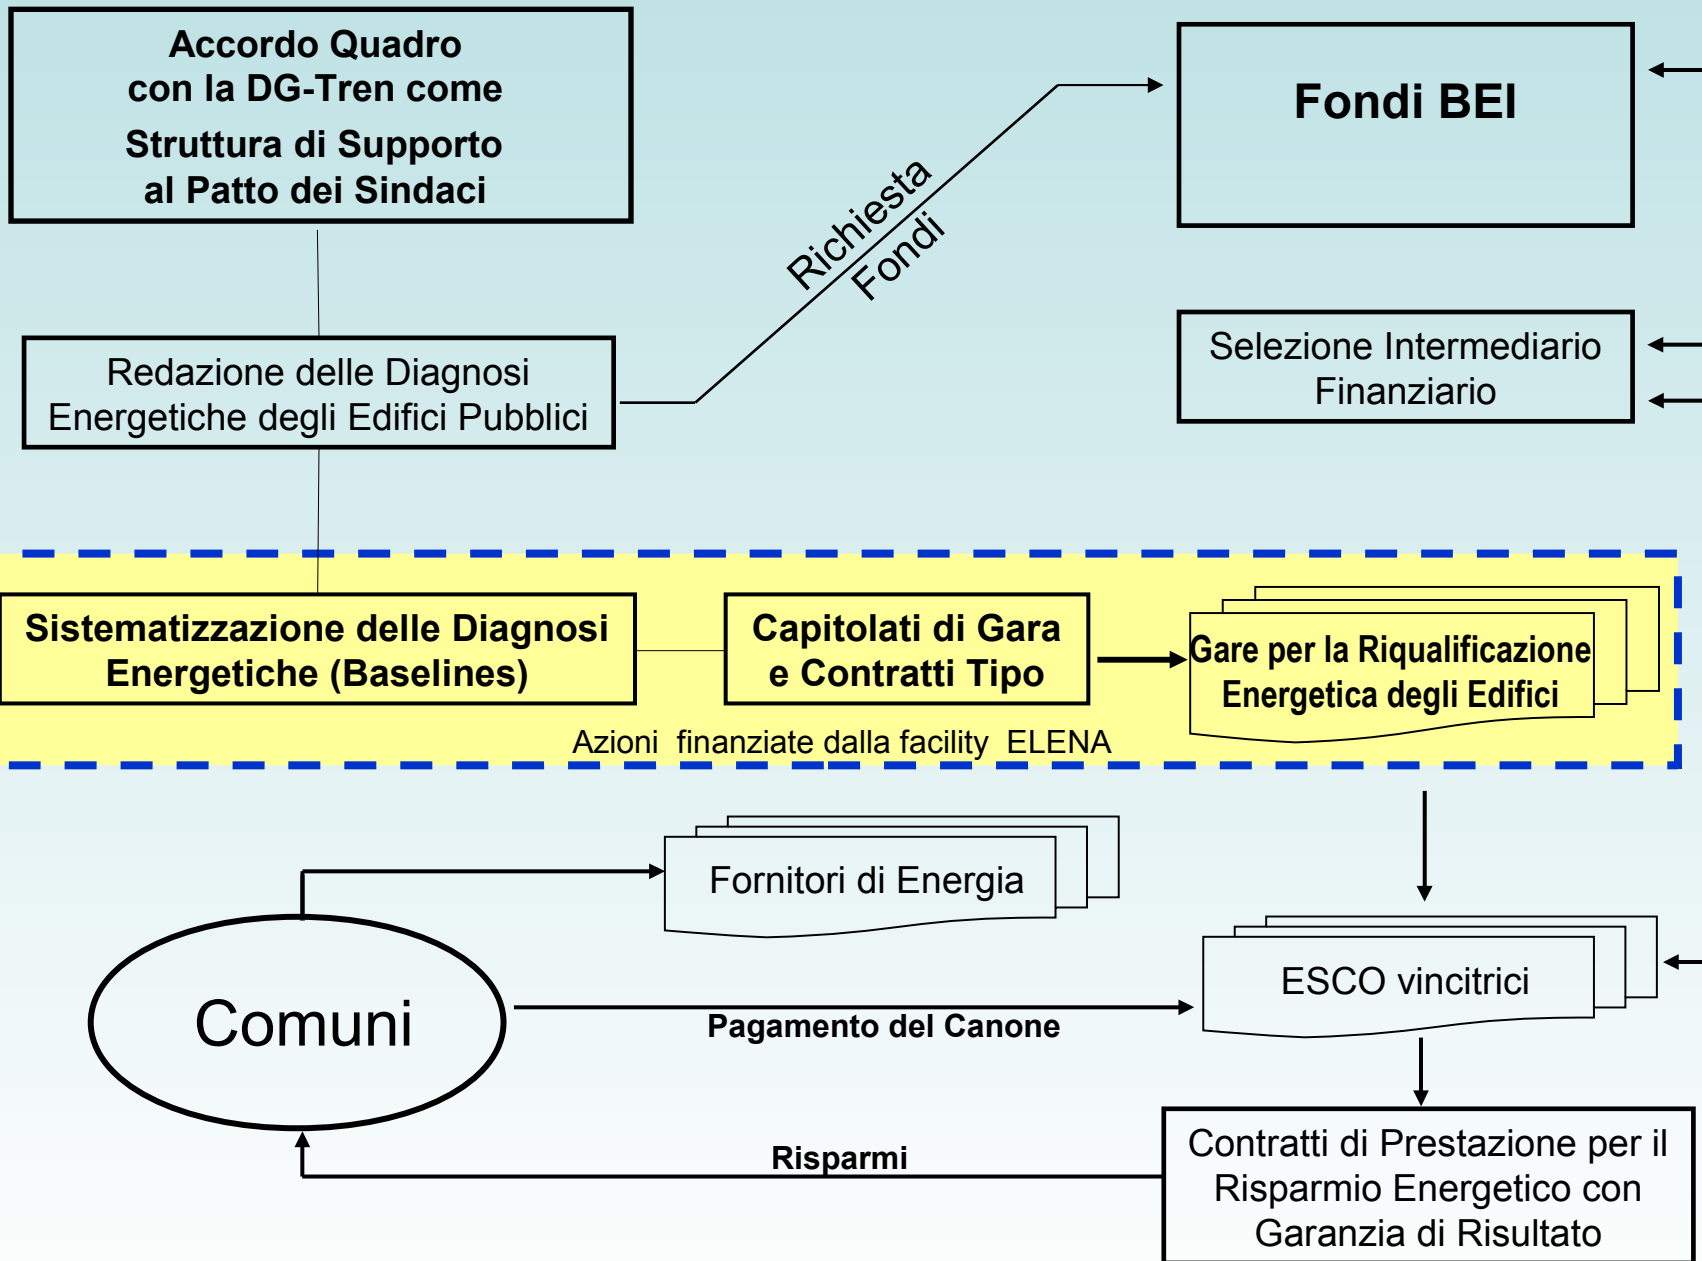 Accordo Quadro
con la DG-Tren come
Struttura di Supporto
al Patto dei Sindaci
Fondi BEI
Richiesta
Fondi
Redazione delle Diagnosi
Energetiche degli Edifici Pubblici
Selezione Intermediario
Finanziario
Sistematizzazione delle Diagnosi
Energetiche (Baselines)
Capitolati di Gara
e Contratti Tipo
Gare per la Riqualificazione
Energetica degli Edifici
Azioni finanziate dalla facility ELENA
Fornitori di Energia
Comuni
Pagamento del Canone
ESCO vincitrici
Risparmi
Contratti di Prestazione per il
Risparmio Energetico con
Garanzia di Risultato